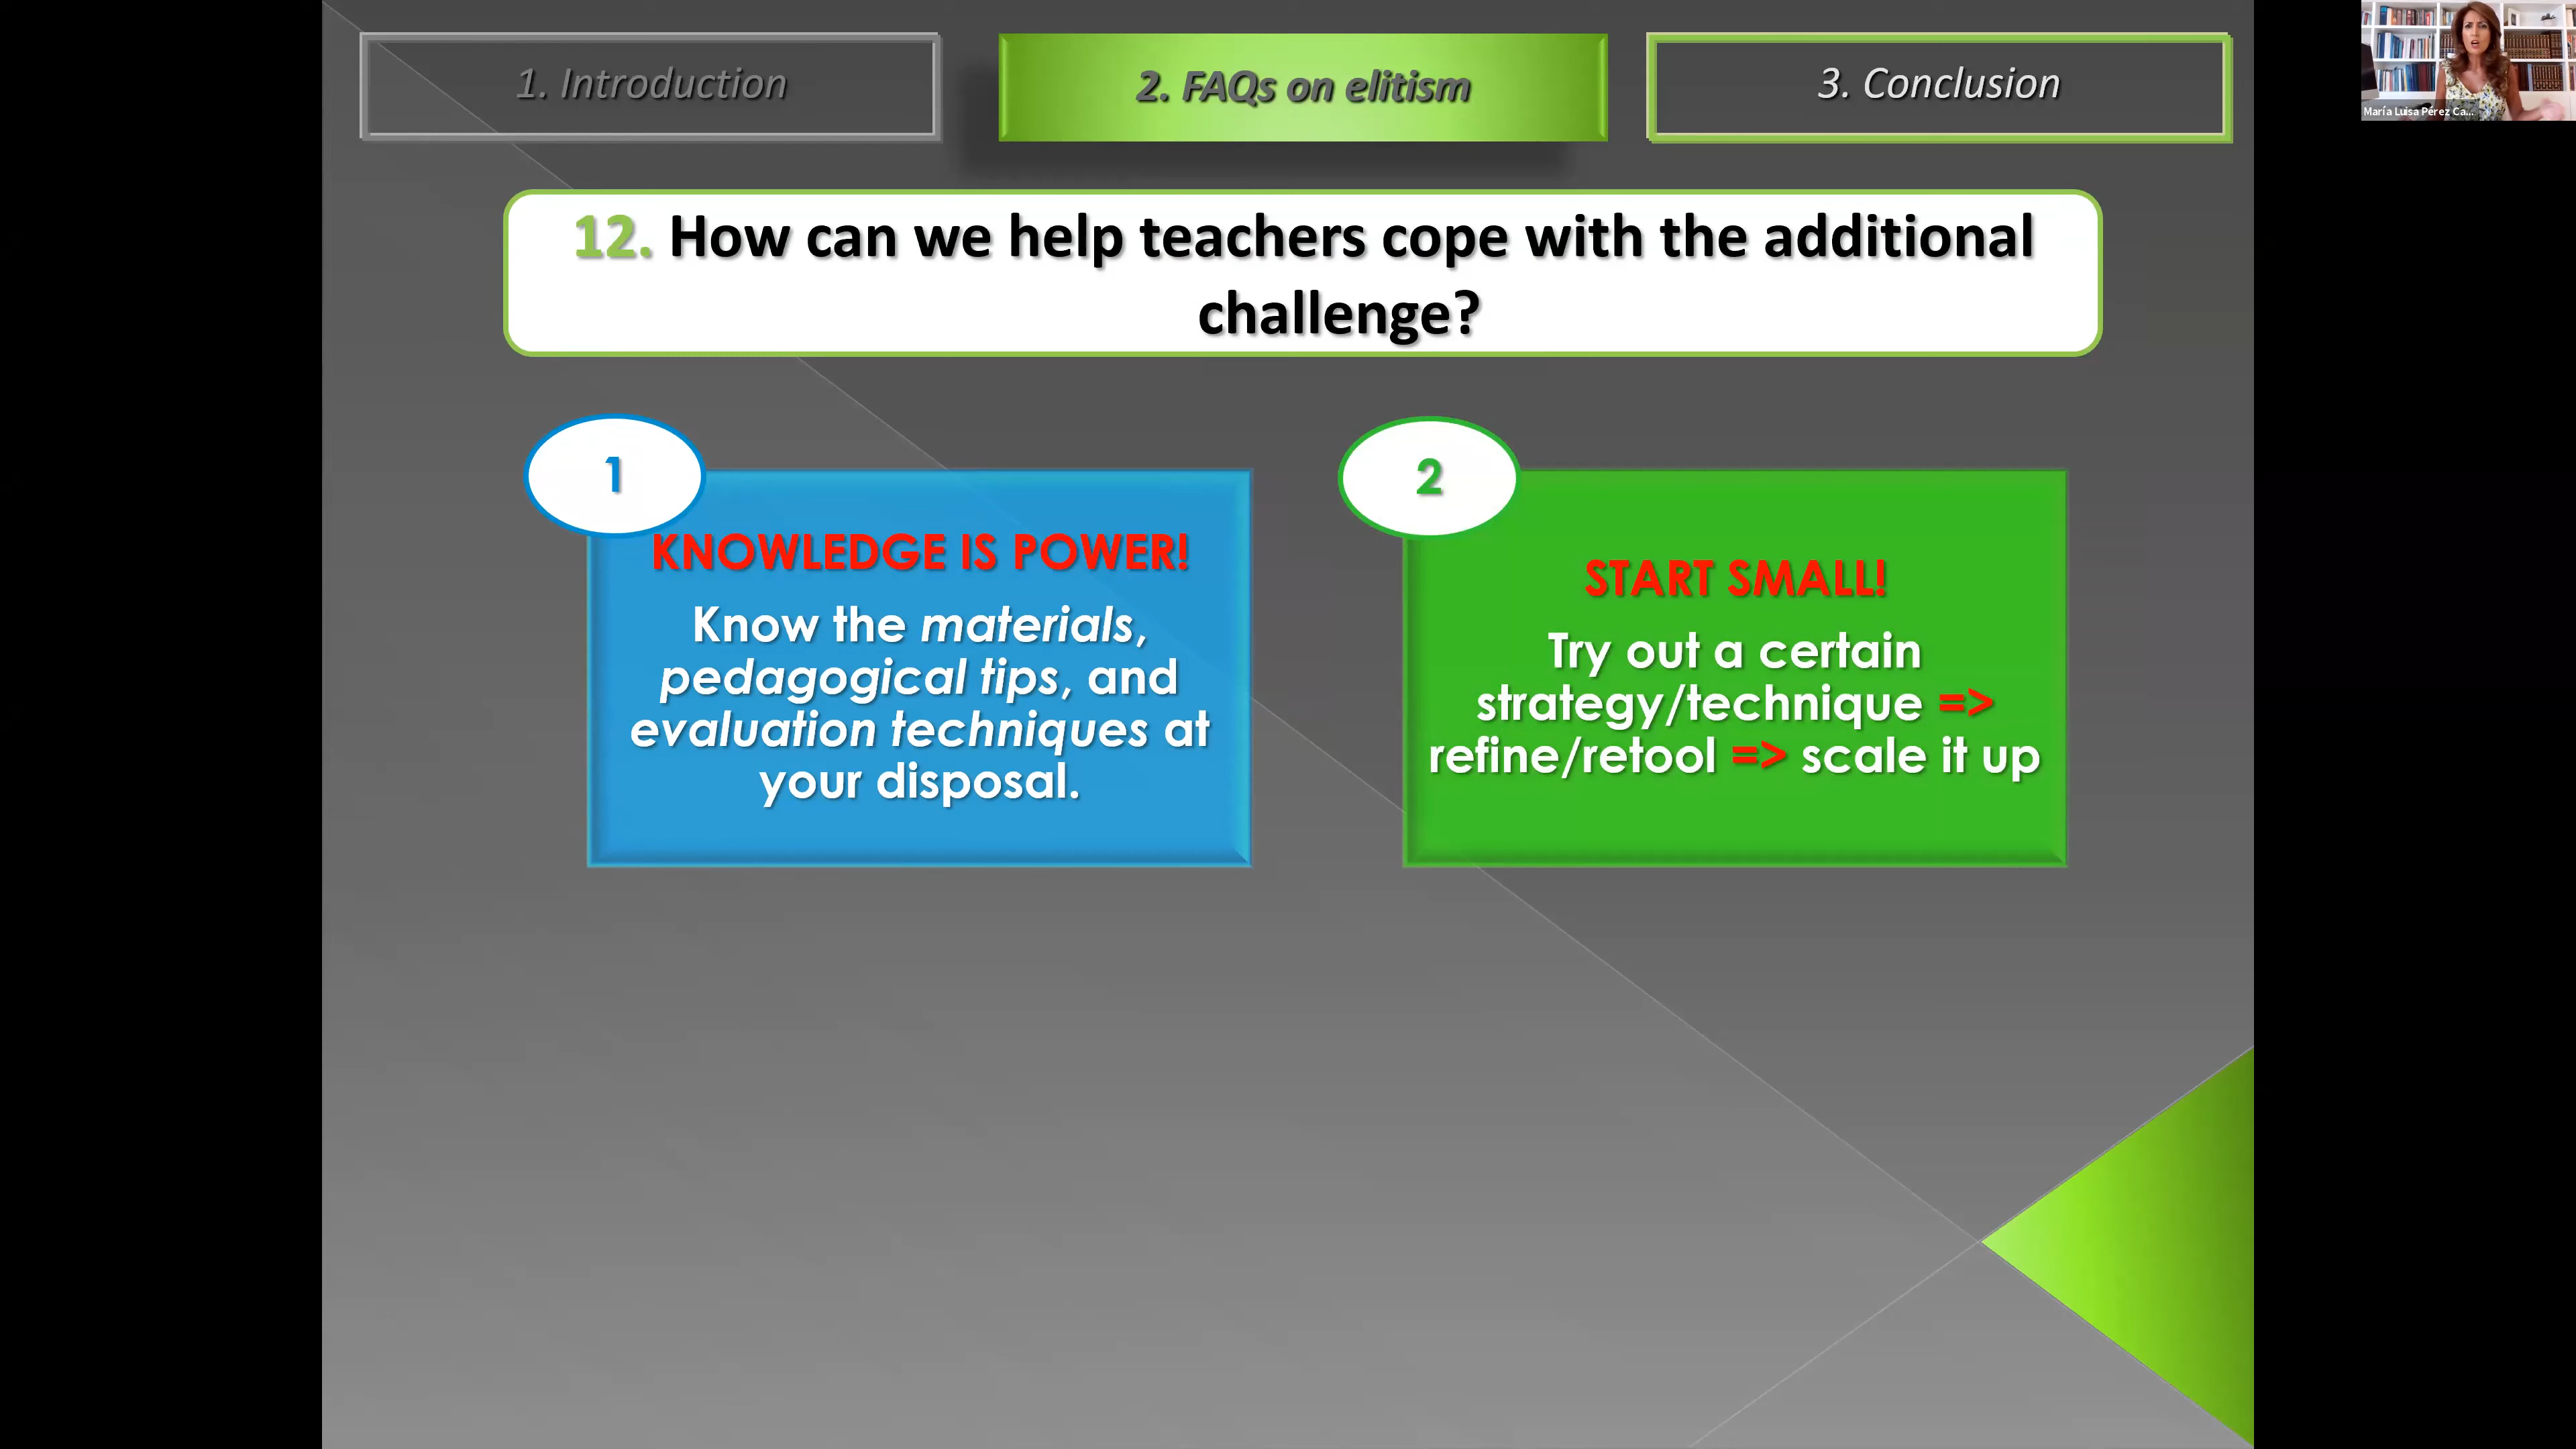 1. Introduction
2. FAQs on elitism
3. Conclusion
María Luisa Pérez Ca...
12. How can we help teachers cope with the additional
challenge?
1
KNOWLEDGE IS POWER!
Know the materials,
pedagogical tips, and
evaluation techniques at
your disposal.
2
START SMALL!
Try out a certain
strategy/technique =>
refine/retool => scale it up